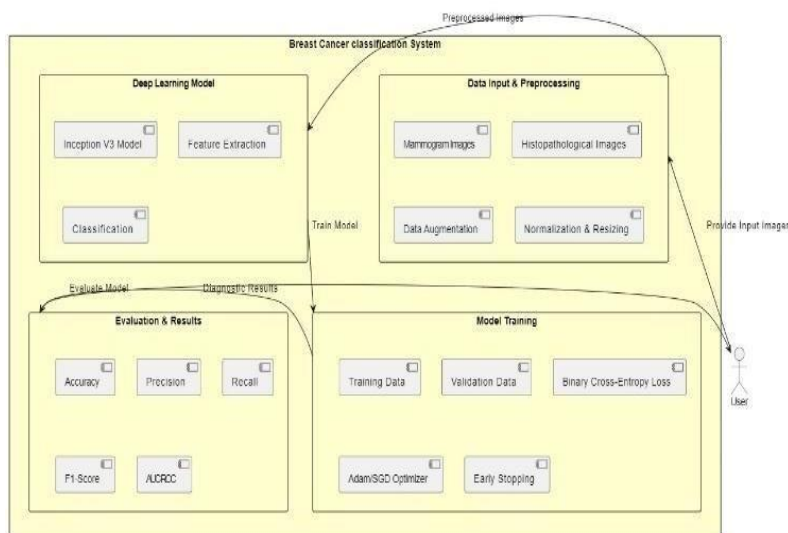 Preprocessed Images
Breast Cancer classification System
Deep Learning Model
Data Input & Preprocessing
Inception V3 Model
Feature Extraction
Mammogram Images
Histopathological Images
Classification
Data Augmentation
Normalization & Resizing
Train Model
Provide Input Images
Evaluate Model
Diagnostic Results
Evaluation & Results
Model Training
Accuracy
Precision
Recall
Training Data
Validation Data
Binary Cross-Entropy Loss
User
F1-Score
AUCROC
Adam/SGD Optimizer
Early Stopping